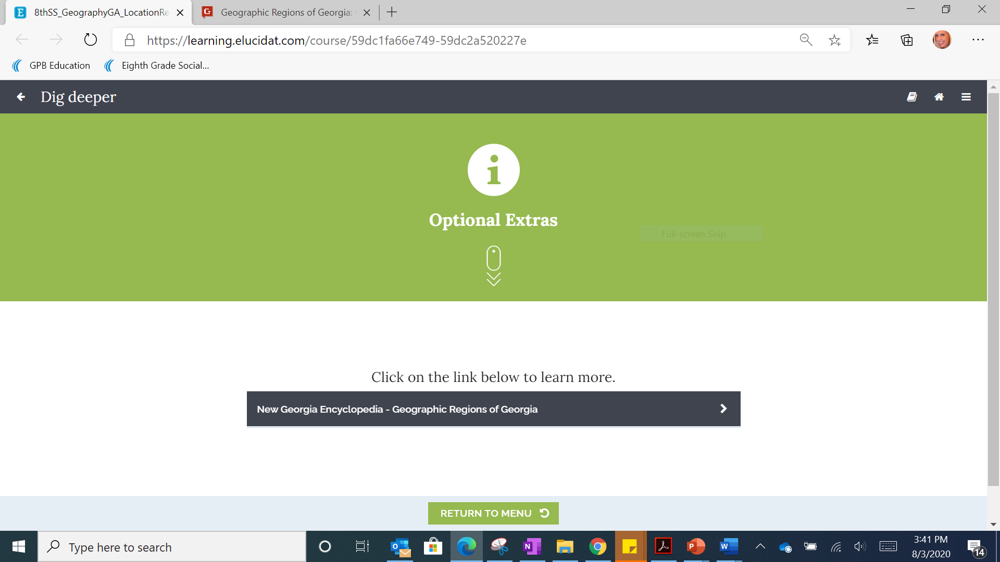 8thSS_GeographyGA_LocationRe
Geographic Regions of Georgia:
https://learning.elucidat.com/course/59dc1fa66e749-59dc2a520227e
GPB Education
Eighth Grade Social...
Dig deeper
Optional Extras
Full-screen Snip
Click on the link below to learn more.
New Georgia Encyclopedia - Geographic Regions of Georgia
RETURN TO MENU
Type here to search
3:41 PM
8/3/2020
14